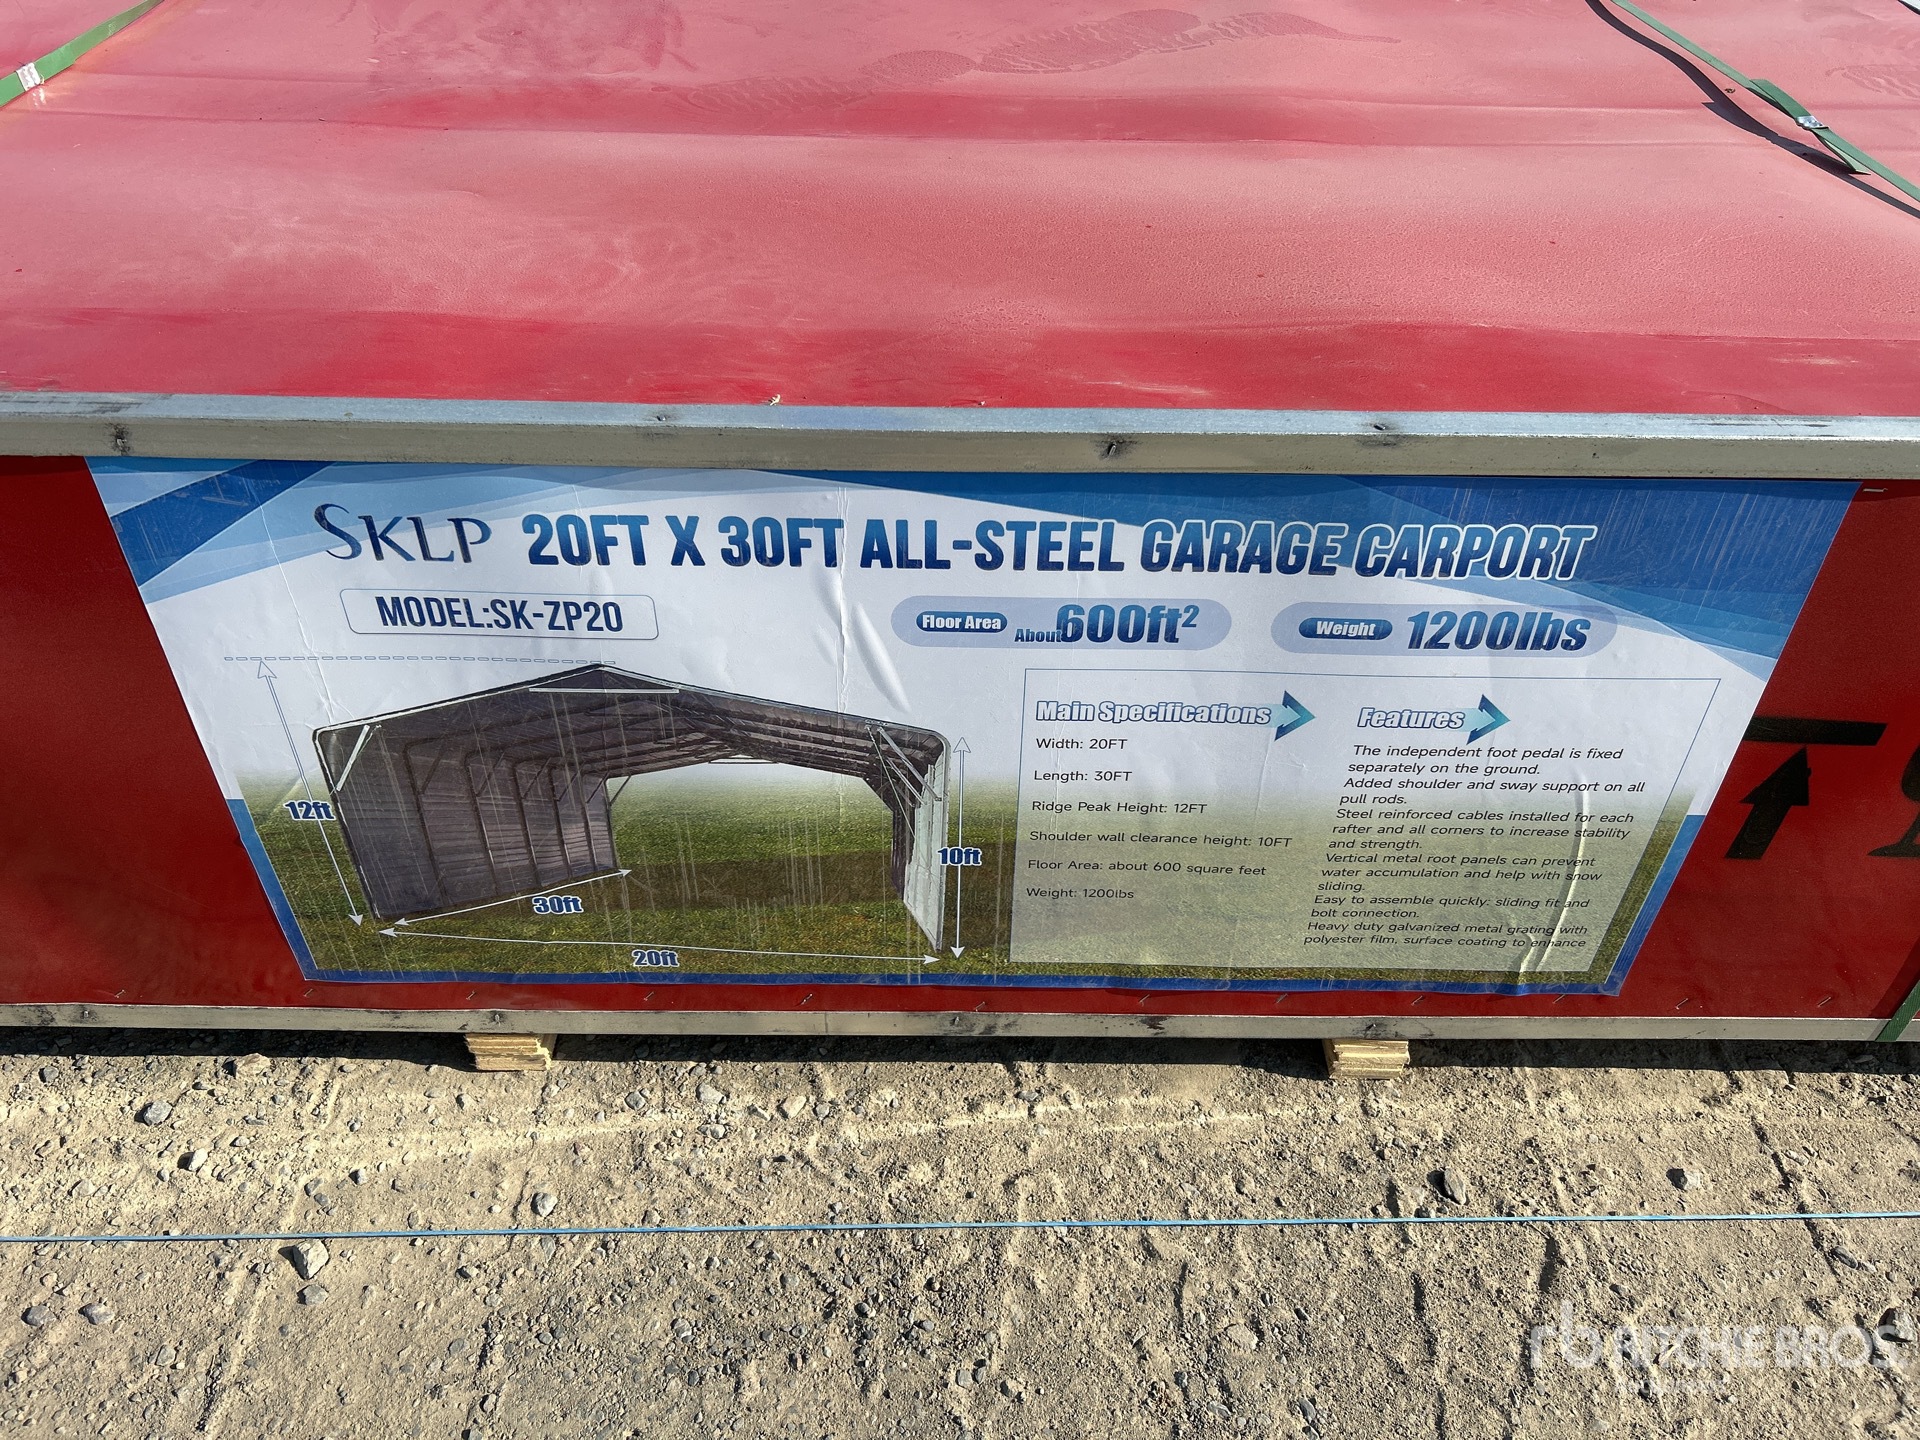 SKLP 20FT X 30FT ALL-STEEL GARAGE CARPORT
MODEL:SK-ZP20
Floor Area About 600ft²
Weight 1200lbs
12ft
30ft
20ft
10ft
Main Specifications
Width: 20FT
Length: 30FT
Ridge Peak Height: 12FT
Shoulder wall clearance height: 10FT
Floor Area: about 600 square feet
Weight: 1200lbs
Features
The independent foot pedal is fixed
separately on the ground.
Added shoulder and sway support on all
pull rods.
Steel reinforced cables installed for each
rafter and all corners to increase stability
and strength.
Vertical metal root panels can prevent
water accumulation and help with snow
sliding.
Easy to assemble quickly: sliding fit and
bolt connection.
Heavy duty galvanized metal grating with
polyester film, surface coating to enhance
rb RITCHIE BROS